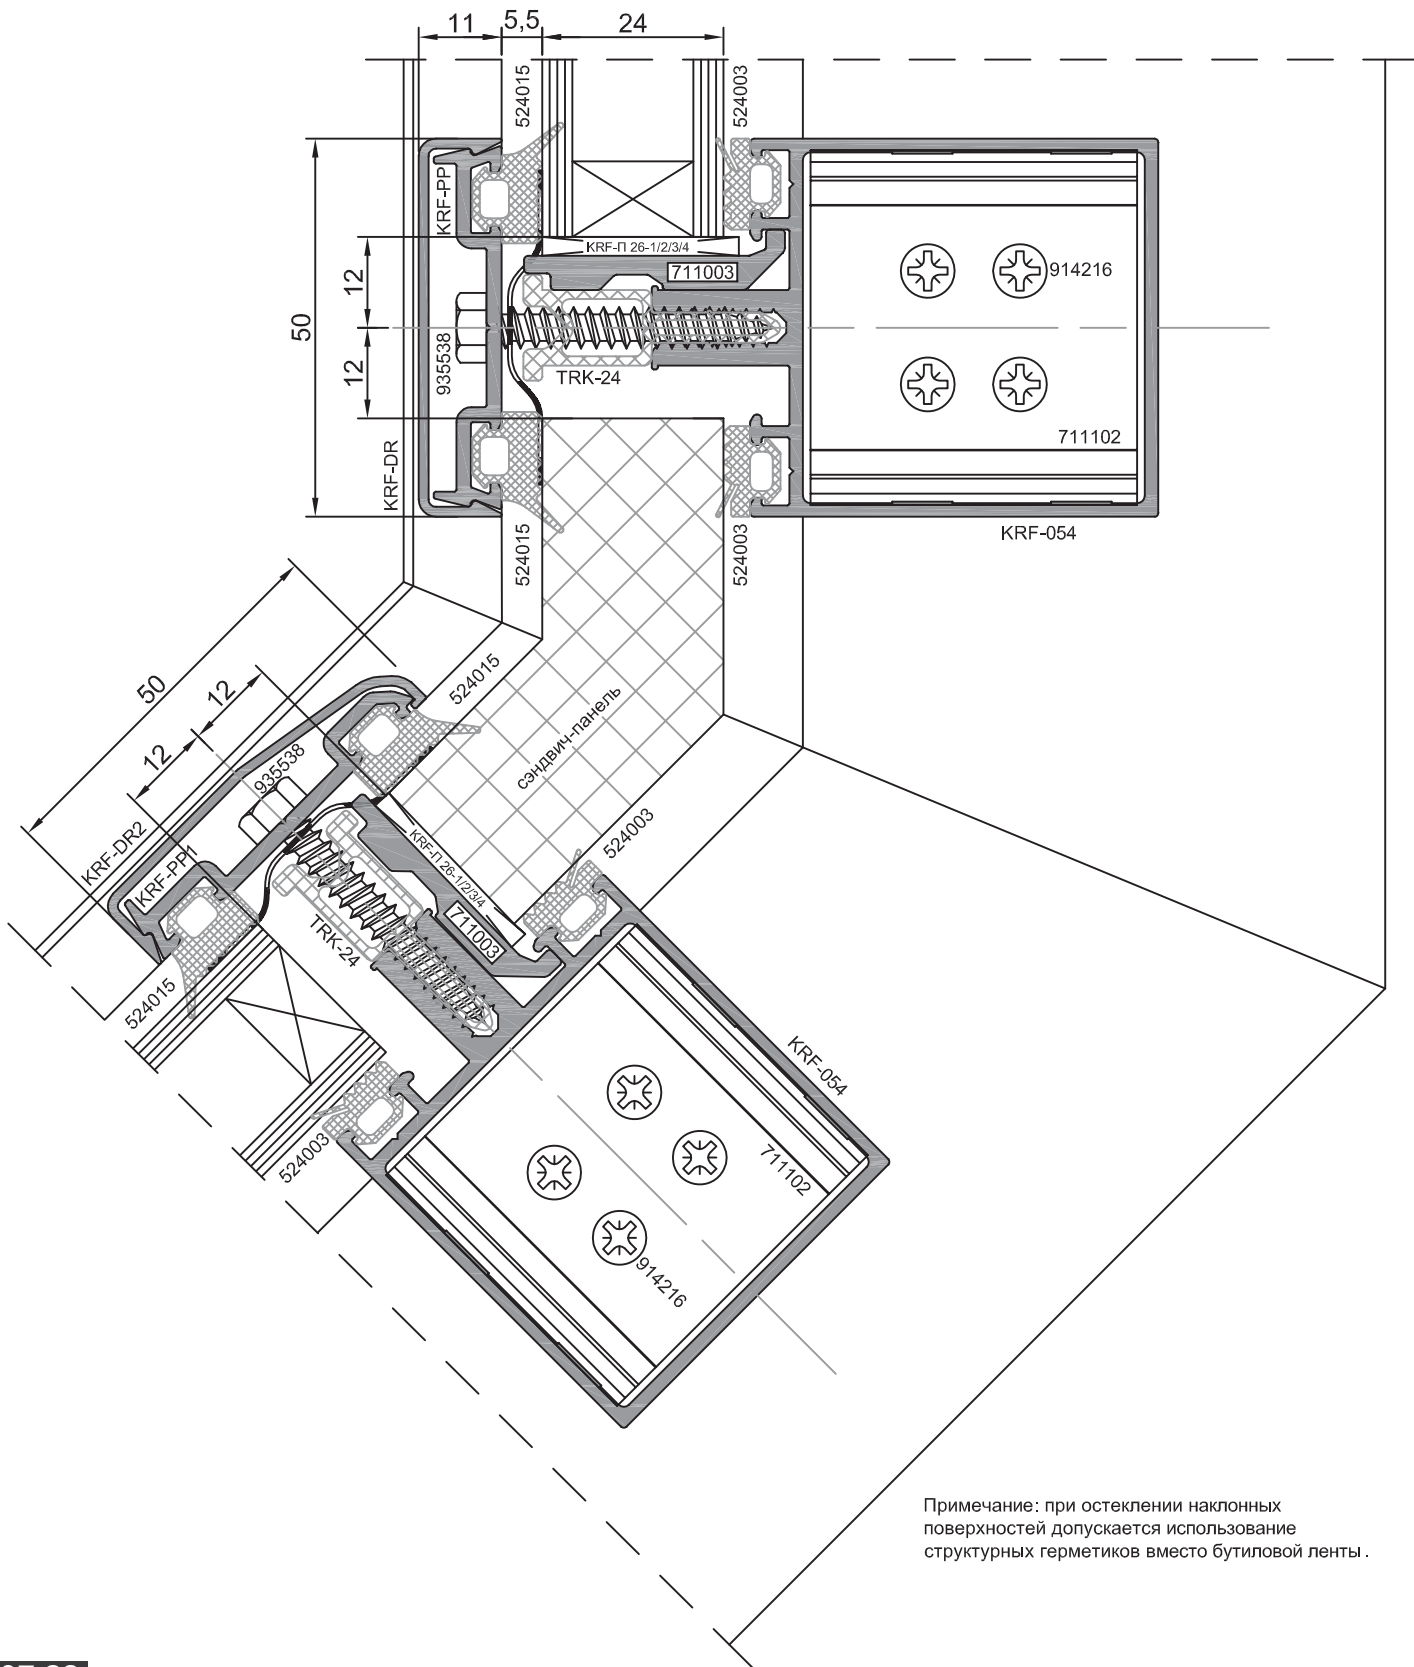 11
5,5
24
524015
524003
50
12
12
KRF-PP
KRF-П 26-1/2/3/4
711003
914216
935538
TRK-24
711102
KRF-DR
KRF-054
524015
524003
50
12
12
524015
935538
сэндвич-панель
KRF-DR2
KRF-PP1
KRF-П 26-1/2/3/4
711003
524003
TRK-24
524015
524003
KRF-054
711102
914216
Примечание: при остеклении наклонных
поверхностей допускается использование
структурных герметиков вместо бутиловой ленты.